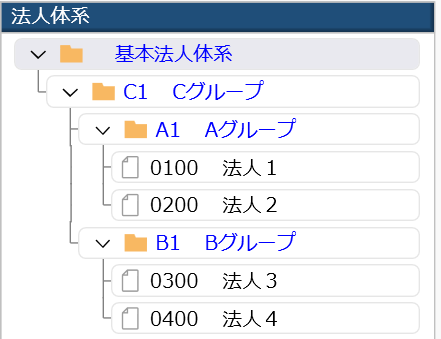 法人体系
基本法人体系
C1 Cグループ
A1 Aグループ
0100 法人１
0200 法人２
B1 Bグループ
0300 法人３
0400 法人４